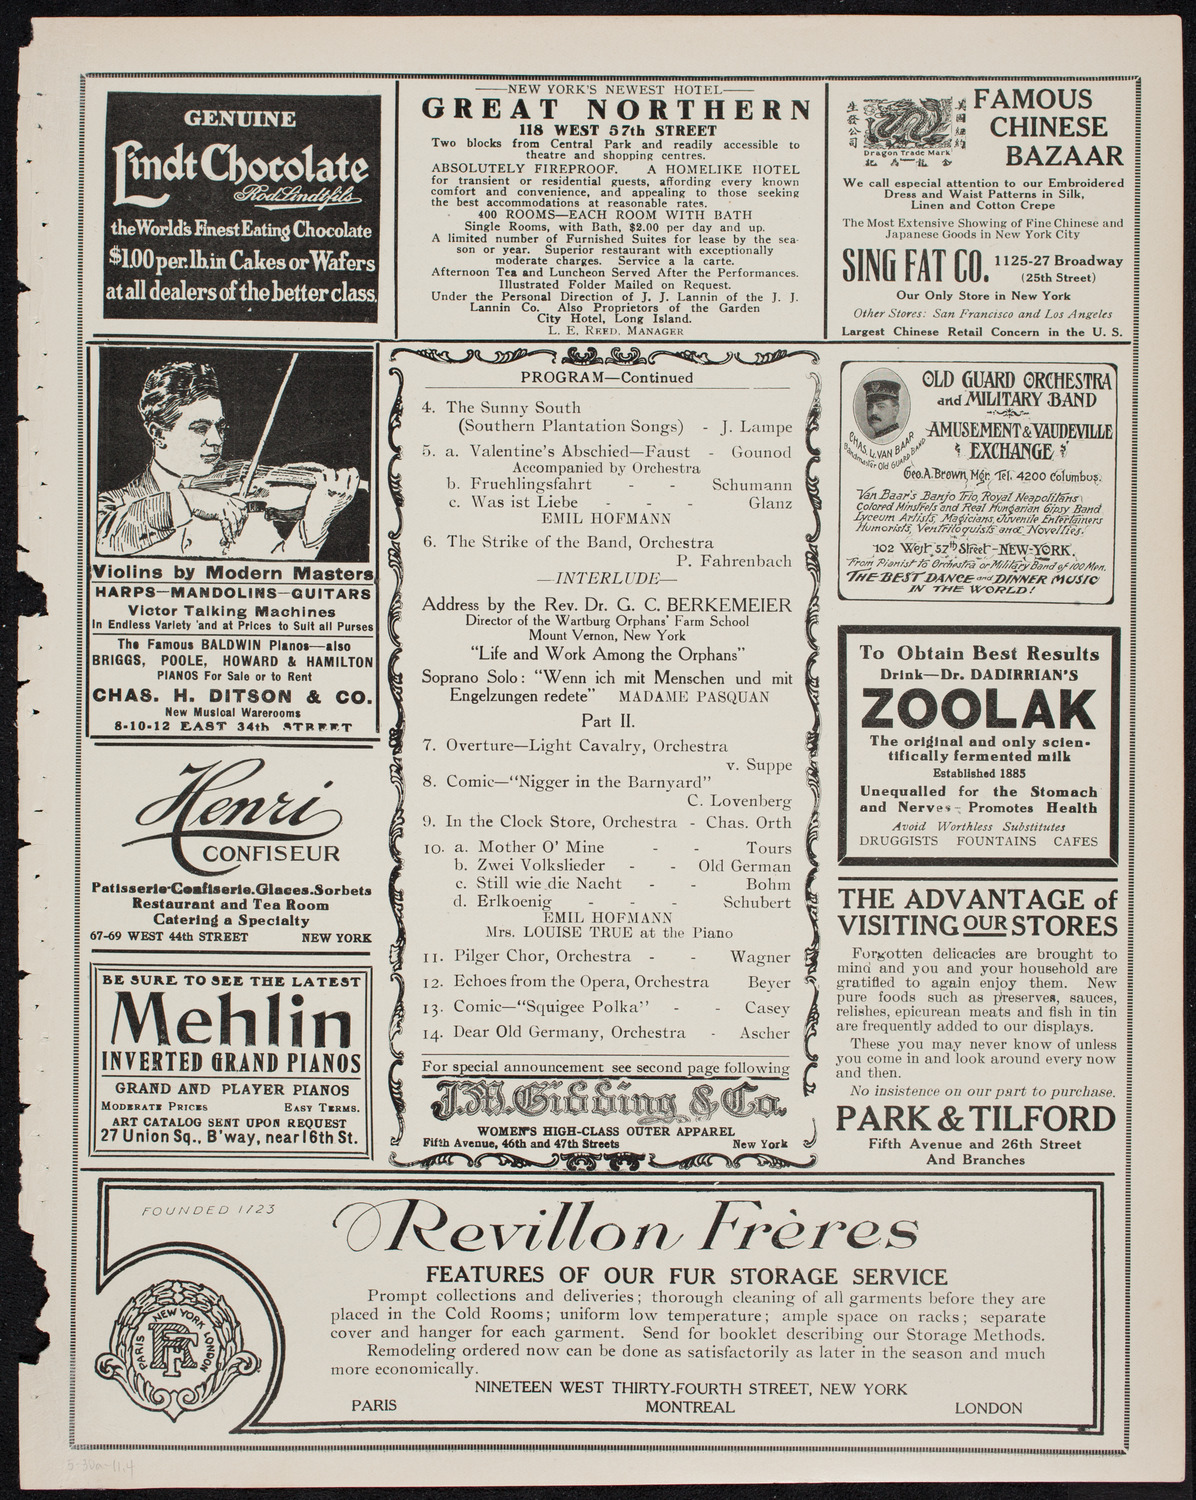 GENUINE
Lindt Chocolate
Rod. Lindt fils
the World's Finest Eating Chocolate
$1.00 per. lb. in Cakes or Wafers
at all dealers of the better class.
NEW YORK'S NEWEST HOTEL
GREAT NORTHERN
118 WEST 57th STREET
Two blocks from Central Park and readily accessible to
theatre and shopping centres.
ABSOLUTELY FIREPROOF. A HOMELIKE HOTEL
for transient or residential guests, affording every known
comfort and convenience, and appealing to those seeking
the best accommodations at reasonable rates.
400 ROOMS—EACH ROOM WITH BATH
Single Rooms, with Bath, $2.00 per day and up.
A limited number of Furnished Suites for lease by the sea-
son or year. Superior restaurant with exceptionally
moderate charges. Service a la carte.
Afternoon Tea and Luncheon Served After the Performances.
Illustrated Folder Mailed on Request.
Under the Personal Direction of J. J. Lannin of the J. J.
Lannin Co. Also Proprietors of the Garden
City Hotel, Long Island.
L. E. REED, MANAGER
生發公司
Dragon Trade Mark
FAMOUS
CHINESE
BAZAAR
We call especial attention to our Embroidered
Dress and Waist Patterns in Silk,
Linen and Cotton Crepe
The Most Extensive Showing of Fine Chinese and
Japanese Goods in New York City
SING FAT CO. 1125-27 Broadway
(25th Street)
Our Only Store in New York
Other Stores: San Francisco and Los Angeles
Largest Chinese Retail Concern in the U. S.
Violins by Modern Masters
HARPS—MANDOLINS—GUITARS
Victor Talking Machines
In Endless Variety and at Prices to Suit all Purses
The Famous BALDWIN Pianos—also
BRIGGS, POOLE, HOWARD & HAMILTON
PIANOS For Sale or to Rent
CHAS. H. DITSON & CO.
New Musical Warerooms
8-10-12 EAST 34th STREET
Henri
CONFISEUR
Patisserie-Confiserie.Glaces.Sorbets
Restaurant and Tea Room
Catering a Specialty
67-69 WEST 44th STREET NEW YORK
BE SURE TO SEE THE LATEST
Mehlin
INVERTED GRAND PIANOS
GRAND AND PLAYER PIANOS
MODERATE PRICES EASY TERMS.
ART CATALOG SENT UPON REQUEST
27 Union Sq., B'way, near 16th St.
PROGRAM—Continued
4. The Sunny South
(Southern Plantation Songs) - J. Lampe
5. a. Valentine's Abschied—Faust - Gounod
Accompanied by Orchestra
b. Fruchlingsfahrt - - Schumann
c. Was ist Liebe - - - Glanz
EMIL HOFMANN
6. The Strike of the Band, Orchestra
P. Fahrenbach
—INTERLUDE—
Address by the Rev. Dr. G. C. BERKEMEIER
Director of the Wartburg Orphans' Farm School
Mount Vernon, New York
"Life and Work Among the Orphans"
Soprano Solo: "Wenn ich mit Menschen und mit
Engelzungen redete" MADAME PASQUAN
Part II.
7. Overture—Light Cavalry, Orchestra
v. Suppe
8. Comic—"Nigger in the Barnyard"
C. Lovenberg
9. In the Clock Store, Orchestra - Chas. Orth
10. a. Mother O' Mine - - Tours
b. Zwei Volkslieder - - Old German
c. Still wie die Nacht - - Bohm
d. Erlkoenig - - - Schubert
EMIL HOFMANN
Mrs. LOUISE TRUE at the Piano
11. Pilger Chor, Orchestra - - Wagner
12. Echoes from the Opera, Orchestra Beyer
13. Comic—"Squigee Polka" - - Casey
14. Dear Old Germany, Orchestra - Ascher
For special announcement see second page following
J. M. Gidding & Co.
WOMEN'S HIGH-CLASS OUTER APPAREL
Fifth Avenue, 46th and 47th Streets New York
OLD GUARD ORCHESTRA
and MILITARY BAND
AMUSEMENT & VAUDEVILLE
EXCHANGE
CHAS. L. VAN BAAR
Bandmaster Old GUARD BAND
Geo. A. Brown, Mgr. Tel. 4200 Columbus.
Van Baar's Banjo Trio, Royal Neapolitans
Colored Minstrels and Real Hungarian Gipsy Band
Lyceum Artists, Magicians, Juvenile Entertainers
Humorists, Ventriloquists and Novelties.
102 West 57th Street-NEW-YORK.
From Pianist to Orchestra or Military Band of 100 Men.
THE BEST DANCE and DINNER MUSIC
IN THE WORLD!
To Obtain Best Results
Drink—Dr. DADIRRIAN'S
ZOOLAK
The original and only scien-
tifically fermented milk
Established 1885
Unequalled for the Stomach
and Nerves - Promotes Health
Avoid Worthless Substitutes
DRUGGISTS FOUNTAINS CAFES
THE ADVANTAGE of
VISITING OUR STORES
Forgotten delicacies are brought to
mind and you and your household are
gratified to again enjoy them. New
pure foods such as preserves, sauces,
relishes, epicurean meats and fish in tin
are frequently added to our displays.
These you may never know of unless
you come in and look around every now
and then.
No insistence on our part to purchase.
PARK & TILFORD
Fifth Avenue and 26th Street
And Branches
FOUNDED 1723
Revillon Frères
NEW YORK
PARIS
LONDON
FEATURES OF OUR FUR STORAGE SERVICE
Prompt collections and deliveries; thorough cleaning of all garments before they are
placed in the Cold Rooms; uniform low temperature; ample space on racks; separate
cover and hanger for each garment. Send for booklet describing our Storage Methods.
Remodeling ordered now can be done as satisfactorily as later in the season and much
more economically.
NINETEEN WEST THIRTY-FOURTH STREET, NEW YORK
PARIS MONTREAL LONDON